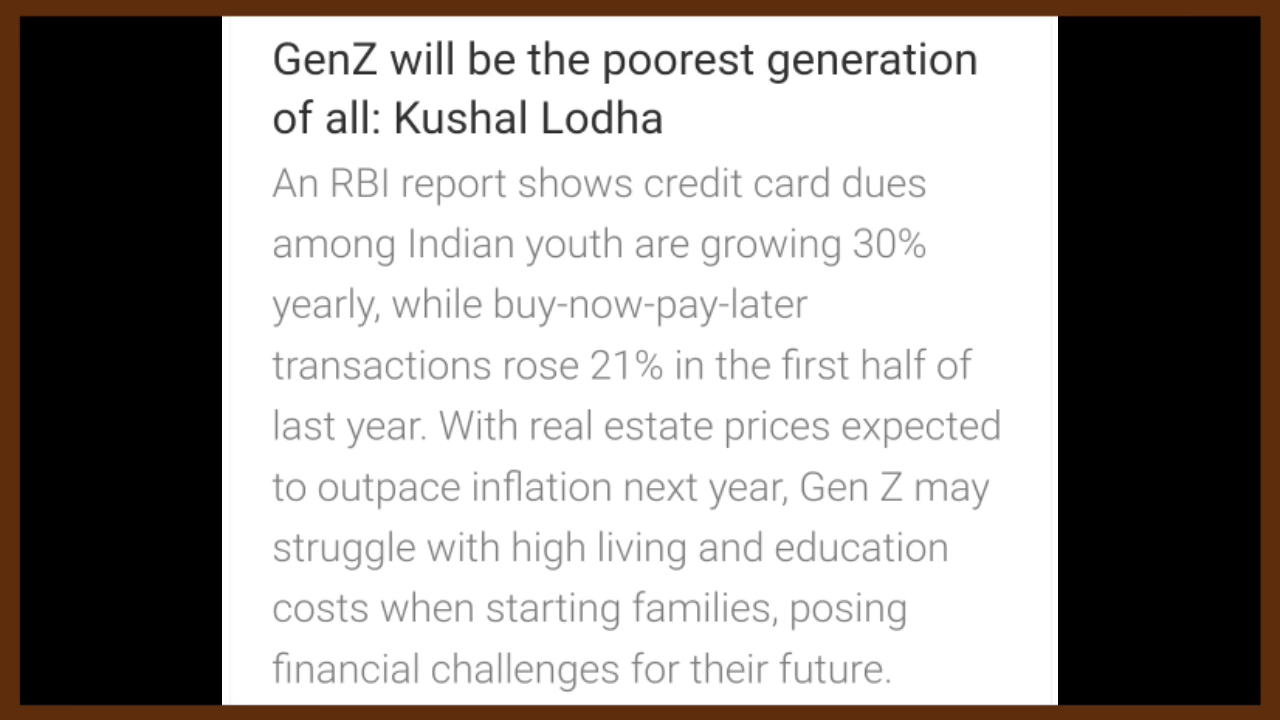 GenZ will be the poorest generation
of all: Kushal Lodha
An RBI report shows credit card dues
among Indian youth are growing 30%
yearly, while buy-now-pay-later
transactions rose 21% in the first half of
last year. With real estate prices expected
to outpace inflation next year, Gen Z may
struggle with high living and education
costs when starting families, posing
financial challenges for their future.